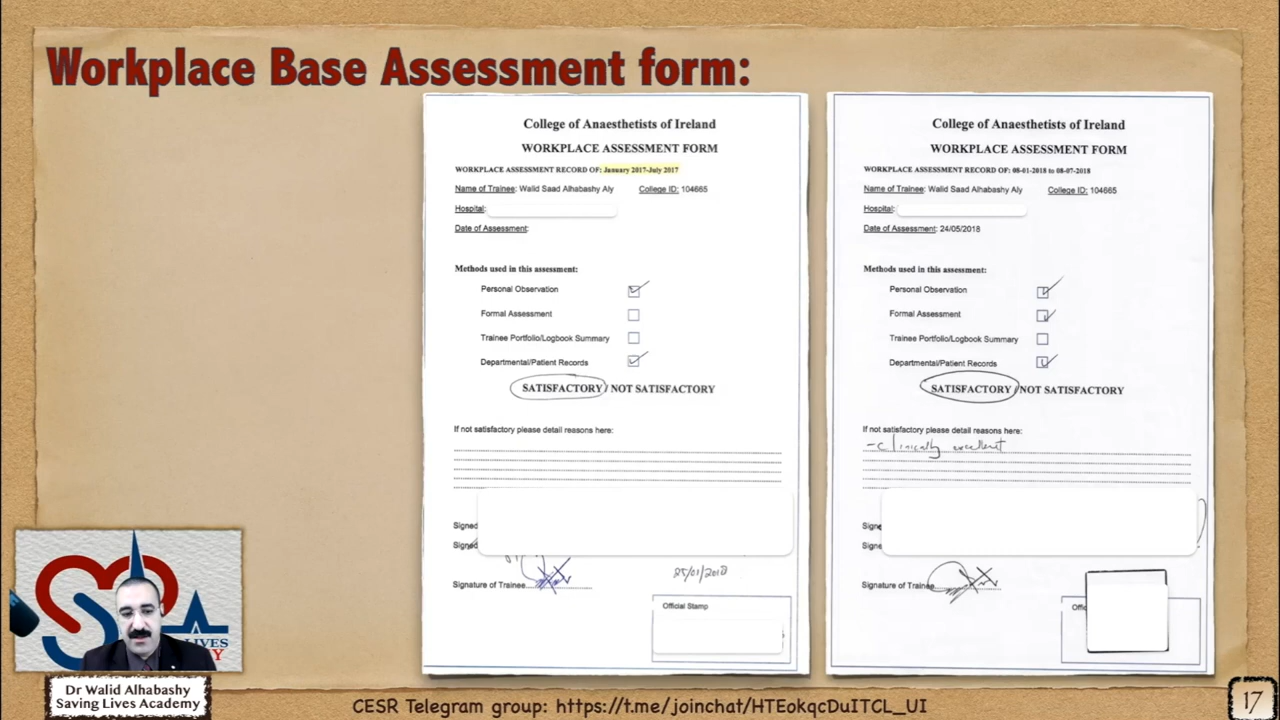 Workplace Base Assessment form:
College of Anaesthetists of Ireland
WORKPLACE ASSESSMENT FORM
WORKPLACE ASSESSMENT RECORD OF: January 2017-July 2017
Name of Trainee: Walid Saad Alhabashy Aly College ID: 104665
Hospital:
Date of Assessment:
Methods used in this assessment:
Personal Observation
Formal Assessment
Trainee Portfolio/Logbook Summary
Departmental/Patient Records
SATISFACTORY / NOT SATISFACTORY
If not satisfactory please detail reasons here:
Signed
Signed
Signature of Trainee
25/01/2018
Official Stamp
College of Anaesthetists of Ireland
WORKPLACE ASSESSMENT FORM
WORKPLACE ASSESSMENT RECORD OF: 08-01-2018 to 08-07-2018
Name of Trainee: Walid Saad Alhabashy Aly College ID: 104665
Hospital:
Date of Assessment: 24/05/2018
Methods used in this assessment:
Personal Observation
Formal Assessment
Trainee Portfolio/Logbook Summary
Departmental/Patient Records
SATISFACTORY / NOT SATISFACTORY
If not satisfactory please detail reasons here:
- Clinically excellent
Signe
Signe
Signature of Trainee
Offic
LIVES
Y
Dr Walid Alhabashy
Saving Lives Academy
CESR Telegram group: https://t.me/joinchat/HTEokqcDuITCL_UI
17